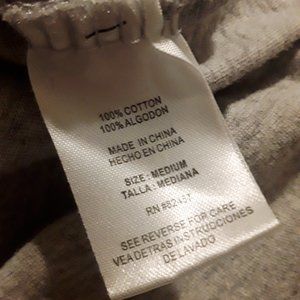 100% COTTON
100% ALGODON
MADE IN CHINA
HECHO EN CHINA
SIZE : MEDIUM
TALLA : MEDIANA
SEE REVERSE FOR CARE
VEA DETRAS INSTRUCCIONES
DE LAVADO